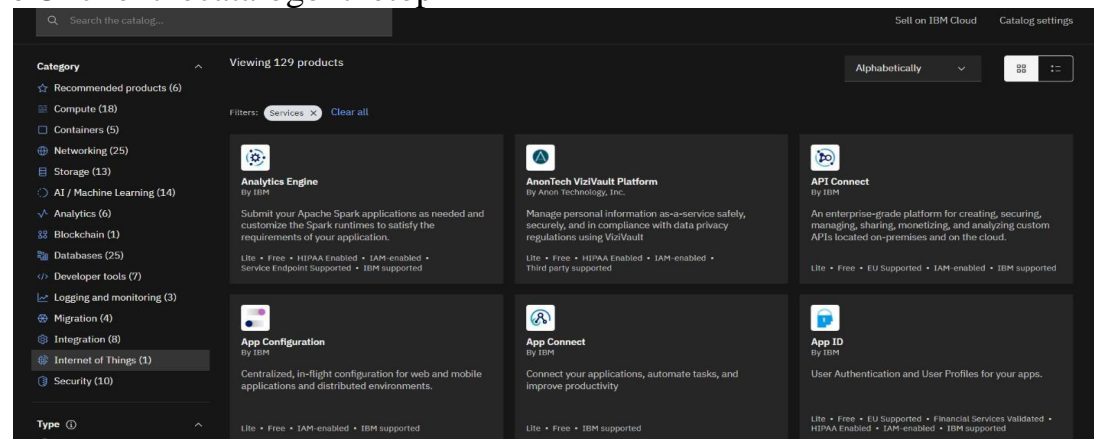 Search the catalog...
Sell on IBM Cloud
Catalog settings
Category
Recommended products (6)
Compute (18)
Containers (5)
Networking (25)
Storage (13)
AI / Machine Learning (14)
Analytics (6)
Blockchain (1)
Databases (25)
Developer tools (7)
Logging and monitoring (3)
Migration (4)
Integration (8)
Internet of Things (1)
Security (10)
Type
Viewing 129 products
Alphabetically
Filters: Services × Clear all
Analytics Engine
By IBM
Submit your Apache Spark applications as needed and
customize the Spark runtimes to satisfy the
requirements of your application.
Lite • Free • HIPAA Enabled • IAM-enabled •
Service Endpoint Supported • IBM supported
AnonTech ViziVault Platform
By Anon Technology, Inc.
Manage personal information as-a-service safely,
securely, and in compliance with data privacy
regulations using ViziVault
Lite • Free • HIPAA Enabled • IAM-enabled •
Third party supported
API Connect
By IBM
An enterprise-grade platform for creating, securing,
managing, sharing, monetizing, and analyzing custom
APIs located on-premises and on the cloud.
Lite • Free • EU Supported • IAM-enabled • IBM supported
App Configuration
By IBM
Centralized, in-flight configuration for web and mobile
applications and distributed environments.
Lite • Free • IAM-enabled • IBM supported
App Connect
By IBM
Connect your applications, automate tasks, and
improve productivity
Lite • Free • IBM supported
App ID
By IBM
User Authentication and User Profiles for your apps.
Lite • Free • EU Supported • Financial Services Validated •
HIPAA Enabled • IAM-enabled • IBM supported